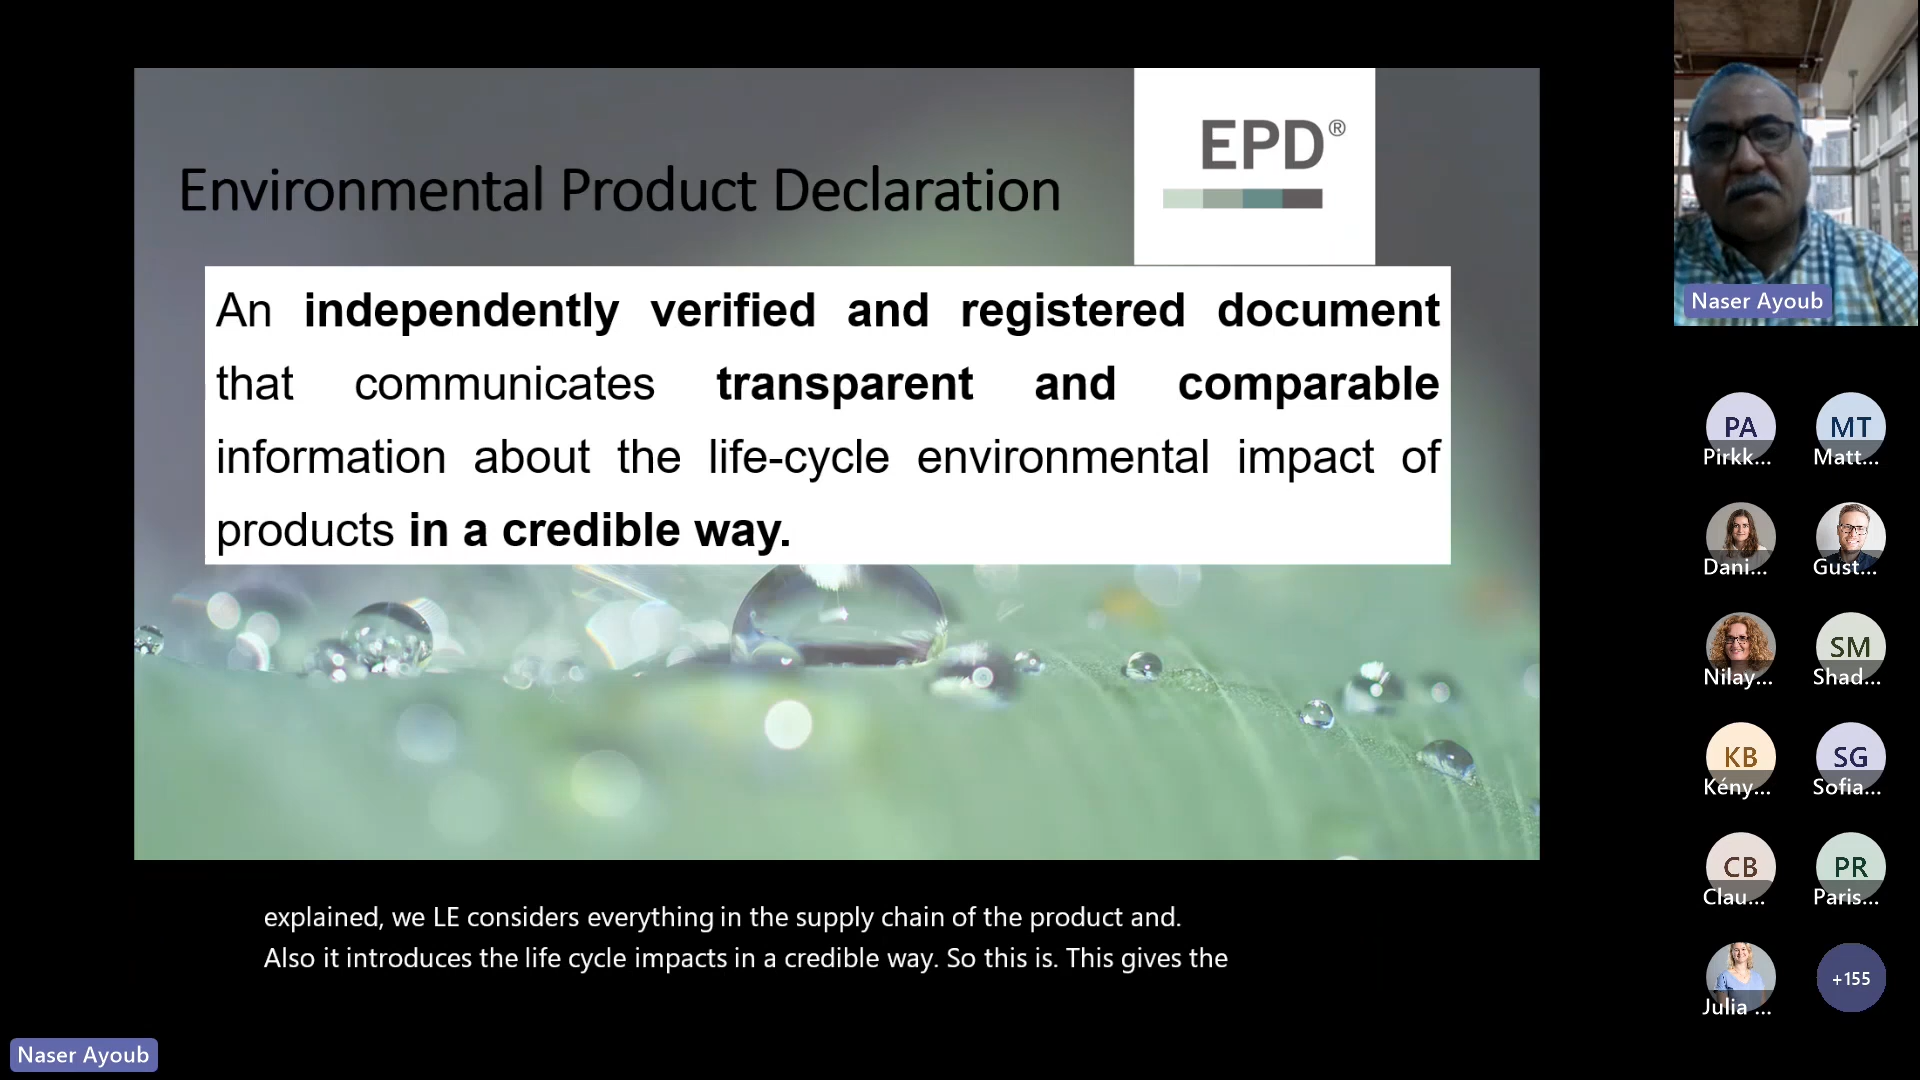 EPD®
Environmental Product Declaration
An independently verified and registered document
that communicates transparent and comparable
information about the life-cycle environmental impact of
products in a credible way.
explained, we LE considers everything in the supply chain of the product and.
Also it introduces the life cycle impacts in a credible way. So this is. This gives the
Naser Ayoub
Naser Ayoub
PA
Pirkk...
MT
Matt...
Dani...
Gust...
Nilay...
SM
Shad...
KB
Kény...
SG
Sofia...
CB
Clau...
PR
Paris...
Julia ...
+155